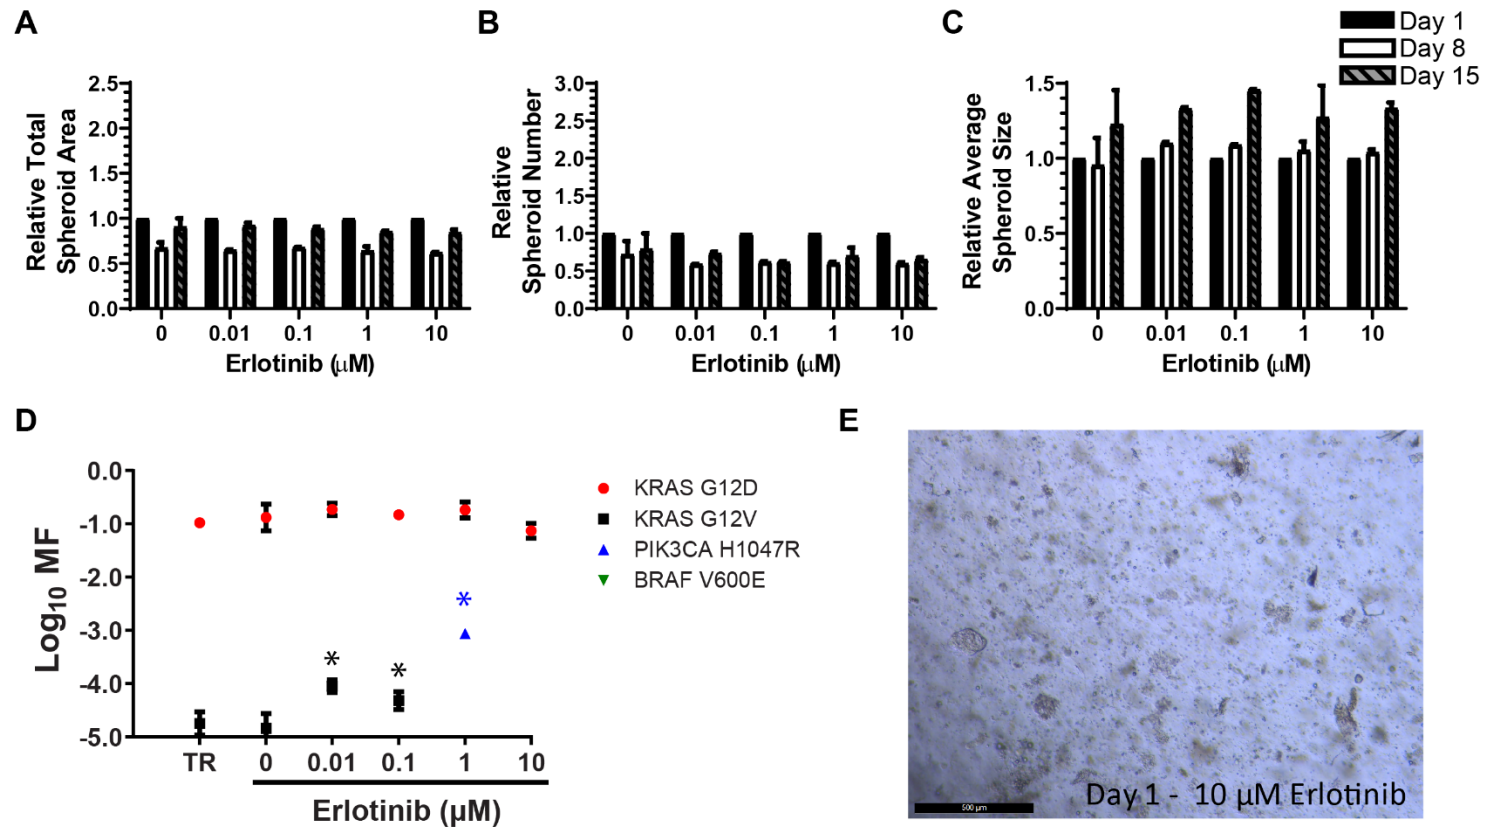 A
B
C
Day 1
Day 8
Day 15
Relative Total
Spheroid Area
2.5
2.0
1.5
1.0
0.5
0.0
0
0.01
0.1
1
10
Erlotinib (μM)
Relative
Spheroid Number
3.0
2.5
2.0
1.5
1.0
0.5
0.0
0
0.01
0.1
1
10
Erlotinib (μM)
Relative Average
Spheroid Size
1.5
1.0
0.5
0.0
0
0.01
0.1
1
10
Erlotinib (μM)
D
Log10 MF
0.0
-1.0
-2.0
-3.0
-4.0
-5.0
*
*
*
TR
0
0.01
0.1
1
10
Erlotinib (μM)
KRAS G12D
KRAS G12V
PIK3CA H1047R
BRAF V600E
E
500 μm
Day 1 - 10 μM Erlotinib